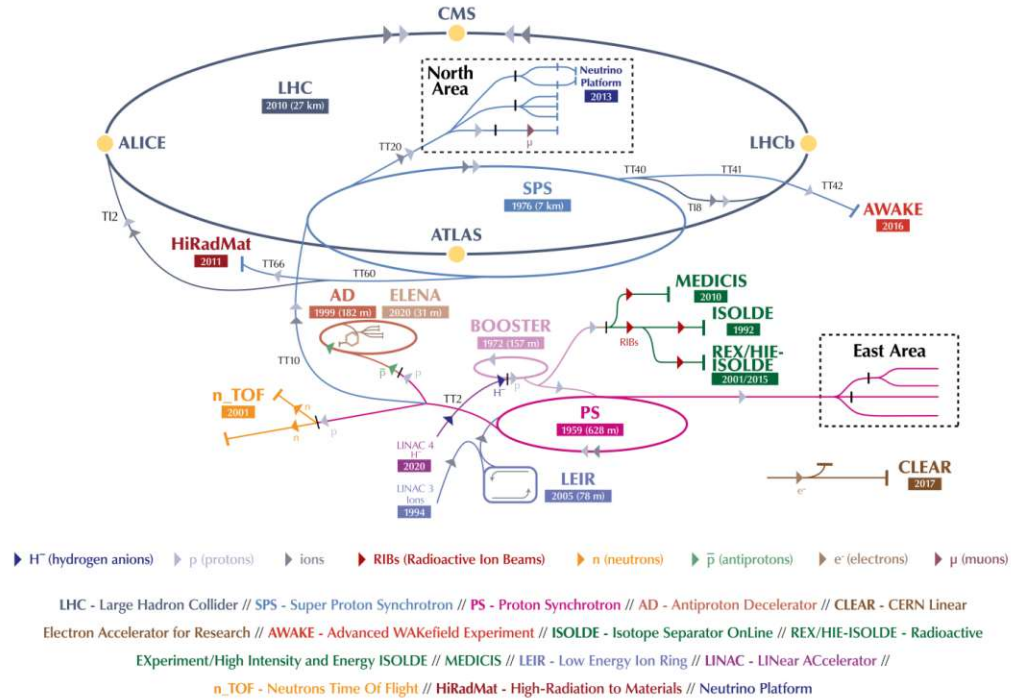 CMS
North
Area
Neutrino
Platform
2013
LHC
2010 (27 km)
μ
ALICE
LHCb
TT20
TT40
TT41
TT42
SPS
1976 (7 km)
TI8
TI2
AWAKE
2016
HiRadMat
2011
ATLAS
TT66
TT60
AD
1999 (182 m)
ELENA
2020 (31 m)
MEDICIS
2010
BOOSTER
1972 (157 m)
ISOLDE
1992
RIBs
REX/HIE-
ISOLDE
2001/2015
East Area
TT10
p̅
p
H⁻
p
n_TOF
2001
n
n
p
TT2
PS
1959 (628 m)
LINAC 4
H⁻
2020
LINAC 3
Ions
1994
LEIR
2005 (78 m)
CLEAR
2017
e⁻
H⁻ (hydrogen anions) p (protons) ions RIBs (Radioactive Ion Beams) n (neutrons) p̅ (antiprotons) e⁻ (electrons) μ (muons)
LHC - Large Hadron Collider // SPS - Super Proton Synchrotron // PS - Proton Synchrotron // AD - Antiproton Decelerator // CLEAR - CERN Linear
Electron Accelerator for Research // AWAKE - Advanced WAKefield Experiment // ISOLDE - Isotope Separator OnLine // REX/HIE-ISOLDE - Radioactive
EXperiment/High Intensity and Energy ISOLDE // MEDICIS // LEIR - Low Energy Ion Ring // LINAC - LINear ACcelerator //
n_TOF - Neutrons Time Of Flight // HiRadMat - High-Radiation to Materials // Neutrino Platform